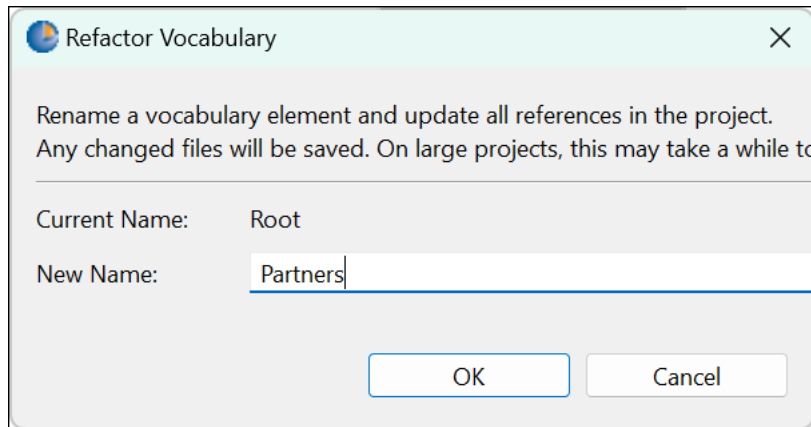 Refactor Vocabulary
Rename a vocabulary element and update all references in the project.
Any changed files will be saved. On large projects, this may take a while to
Current Name: Root
New Name: Partners
OK Cancel